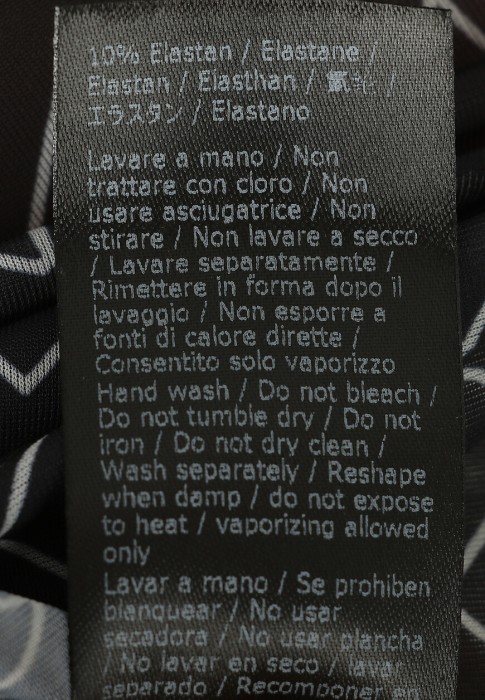 10% Elastan / Elastane /
Elastan / Elasthan / 氨纶 /
エラスタン / Elastano
Lavare a mano / Non
trattare con cloro / Non
usare asciugatrice / Non
stirare / Non lavare a secco
/ Lavare separatamente /
Rimettere in forma dopo il
lavaggio / Non esporre a
fonti di calore dirette /
Consentito solo vaporizzo
Hand wash / Do not bleach /
Do not tumble dry / Do not
iron / Do not dry clean /
Wash separately / Reshape
when damp / do not expose
to heat / vaporizing allowed
only
Lavar a mano / Se prohiben
blanquear / No usar
secadora / No usar plancha
/ No lavar en seco / lavar
separado / Recomponer